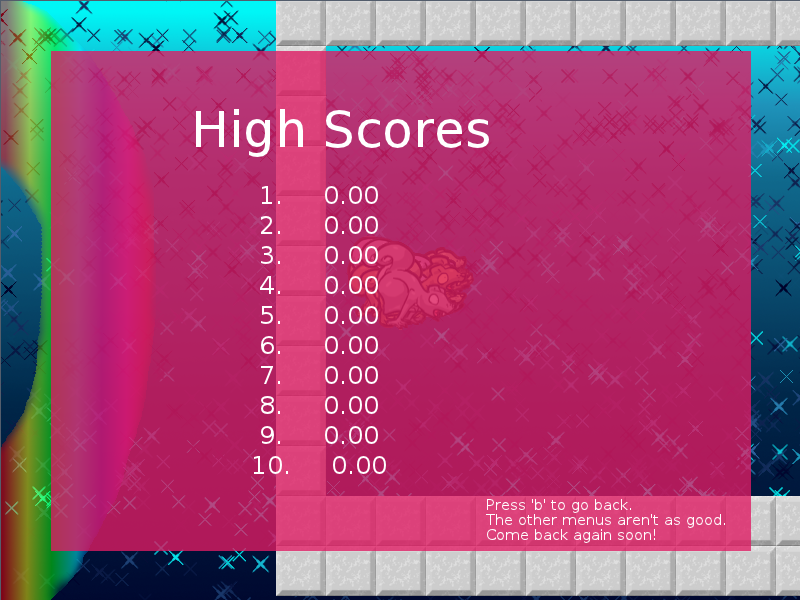 High Scores
1. 0.00
2. 0.00
3. 0.00
4. 0.00
5. 0.00
6. 0.00
7. 0.00
8. 0.00
9. 0.00
10. 0.00
Press 'b' to go back.
The other menus aren't as good.
Come back again soon!